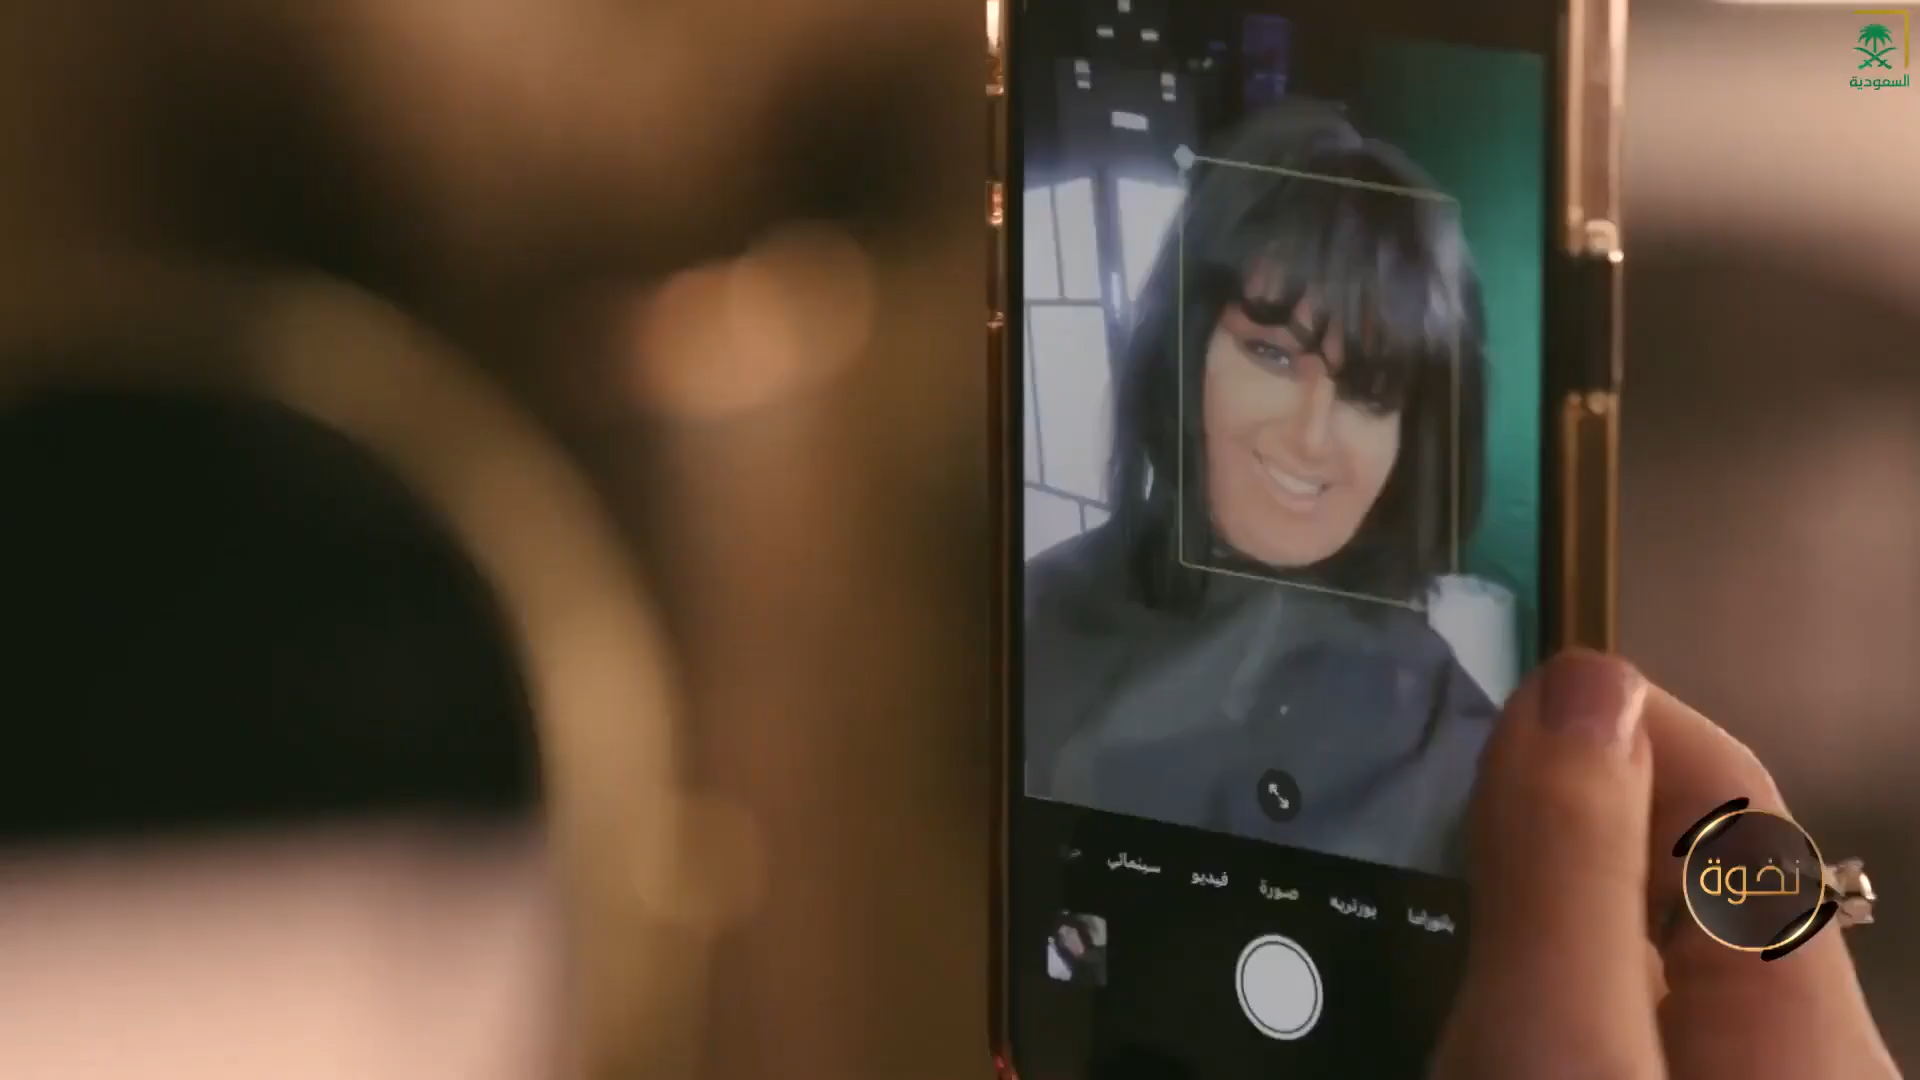 السعودية
سينمائي
فيديو
صورة
بورتريه
بانوراما
نخوة